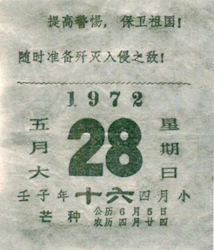 提高警惕，保卫祖国！
随时准备歼灭入侵之敌！
1972
五月大 28 星期日
壬子年 十六 四月小
芒种 公历6月5日
农历四月廿四